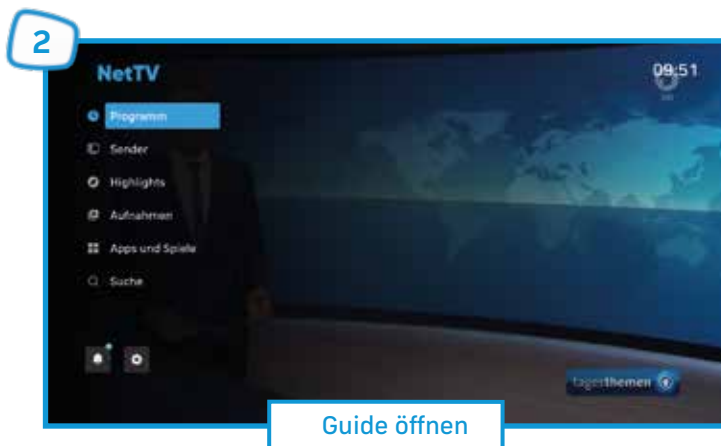 2
NetTV
09:51
Programm
Sender
Highlights
Aufnahmen
Apps und Spiele
Suche
tagesthemen
Guide öffnen